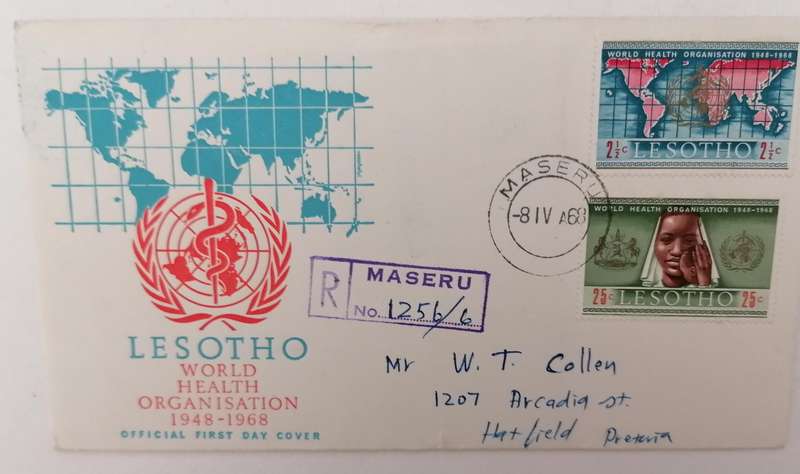 WORLD HEALTH ORGANISATION 1948-1968
2½c LESOTHO 2½c
MASERU
-8 IV A68
WORLD HEALTH ORGANISATION 1948-1968
25c LESOTHO 25c
R MASERU
No. 1256/6
LESOTHO
WORLD
HEALTH
ORGANISATION
1948-1968
OFFICIAL FIRST DAY COVER
Mr W. T. Collen
1207 Arcadia st.
Hatfield Pretoria